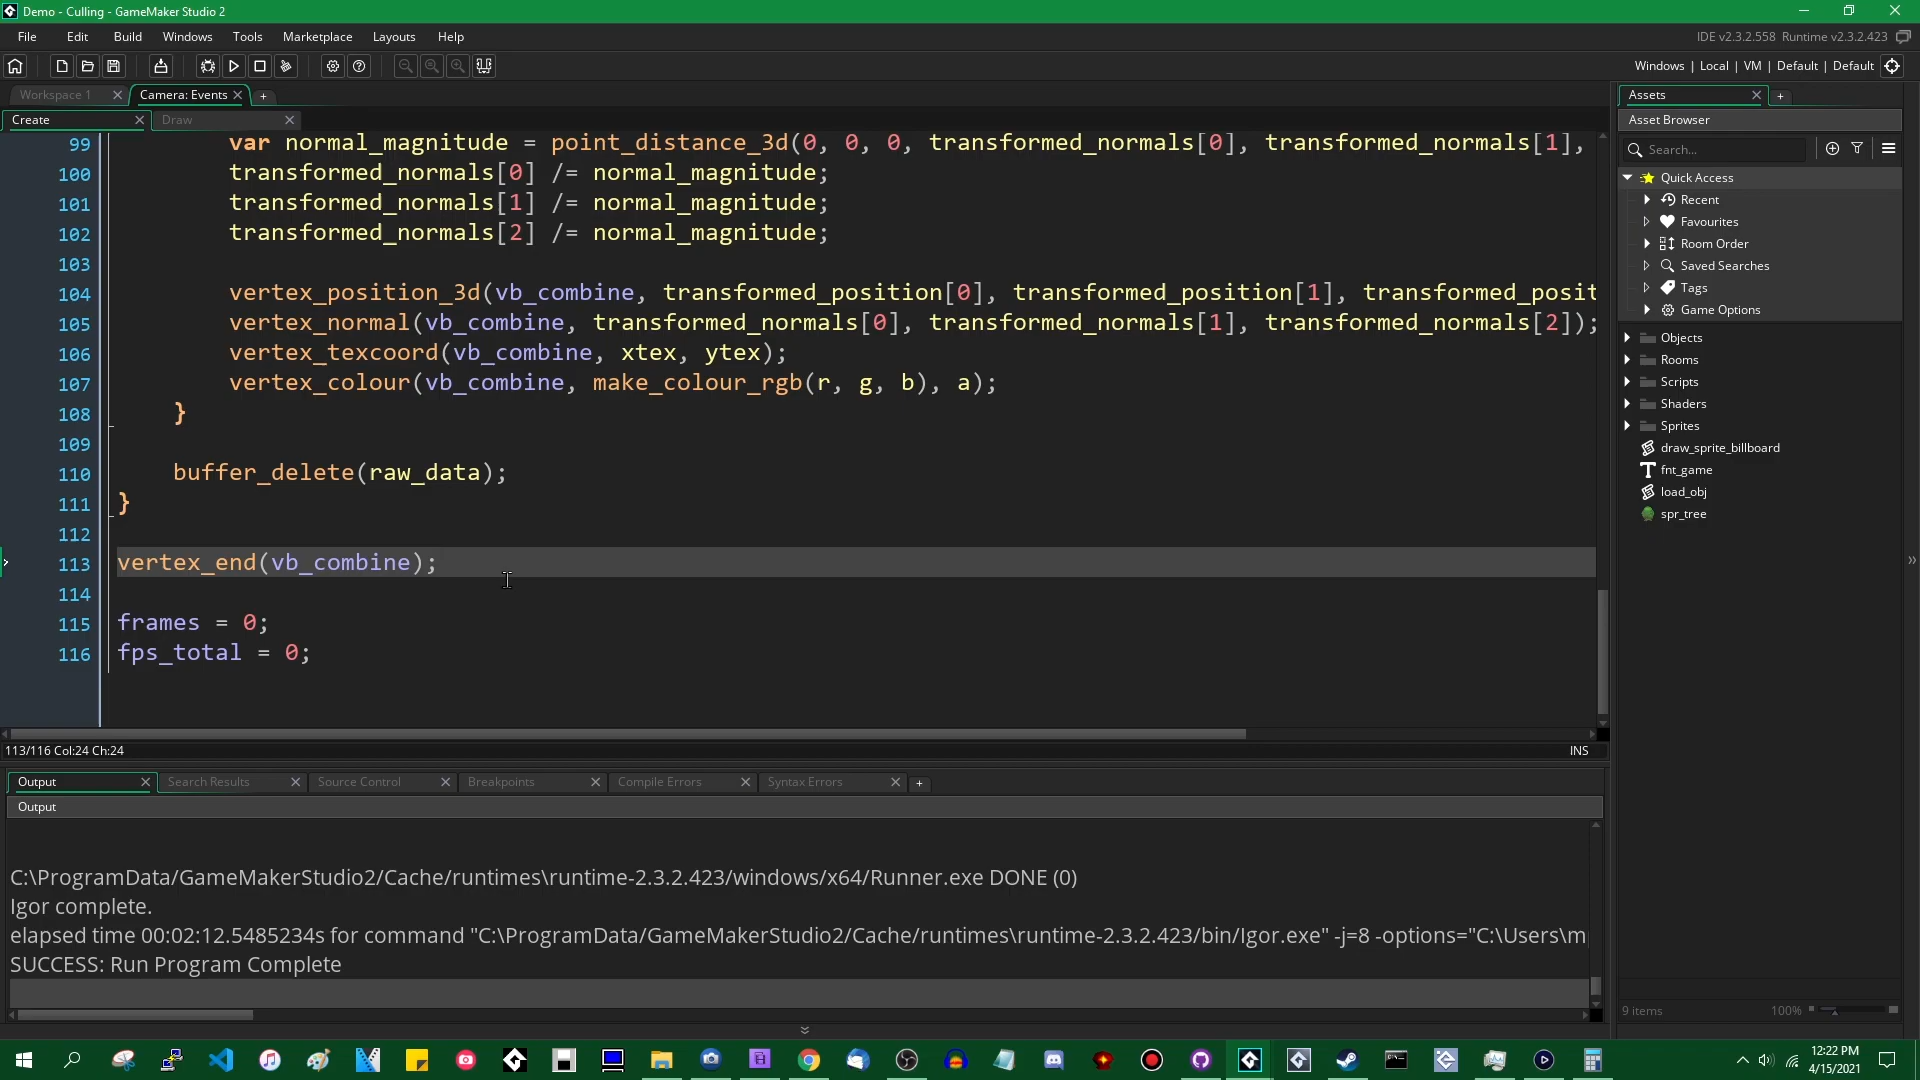 Demo - Culling - GameMaker Studio 2
File Edit Build Windows Tools Marketplace Layouts Help
IDE v2.3.2.558 Runtime v2.3.2.423
Windows | Local | VM | Default | Default
Workspace 1
Camera: Events
Create
Draw
99 var normal_magnitude = point_distance_3d(0, 0, 0, transformed_normals[0], transformed_normals[1],
100 transformed_normals[0] /= normal_magnitude;
101 transformed_normals[1] /= normal_magnitude;
102 transformed_normals[2] /= normal_magnitude;
103
104 vertex_position_3d(vb_combine, transformed_position[0], transformed_position[1], transformed_posit
105 vertex_normal(vb_combine, transformed_normals[0], transformed_normals[1], transformed_normals[2]);
106 vertex_texcoord(vb_combine, xtex, ytex);
107 vertex_colour(vb_combine, make_colour_rgb(r, g, b), a);
108 }
109
110 buffer_delete(raw_data);
111 }
112
113 vertex_end(vb_combine);
114
115 frames = 0;
116 fps_total = 0;
113/116 Col:24 Ch:24
INS
Output
Search Results
Source Control
Breakpoints
Compile Errors
Syntax Errors
Output
C:\ProgramData/GameMakerStudio2/Cache/runtimes\runtime-2.3.2.423/windows/x64/Runner.exe DONE (0)
Igor complete.
elapsed time 00:02:12.5485234s for command "C:\ProgramData/GameMakerStudio2/Cache/runtimes\runtime-2.3.2.423/bin/Igor.exe" -j=8 -options="C:\Users\m
SUCCESS: Run Program Complete
Assets
Asset Browser
Search...
Quick Access
Recent
Favourites
Room Order
Saved Searches
Tags
Game Options
Objects
Rooms
Scripts
Shaders
Sprites
draw_sprite_billboard
fnt_game
load_obj
spr_tree
9 items
100%
12:22 PM
4/15/2021